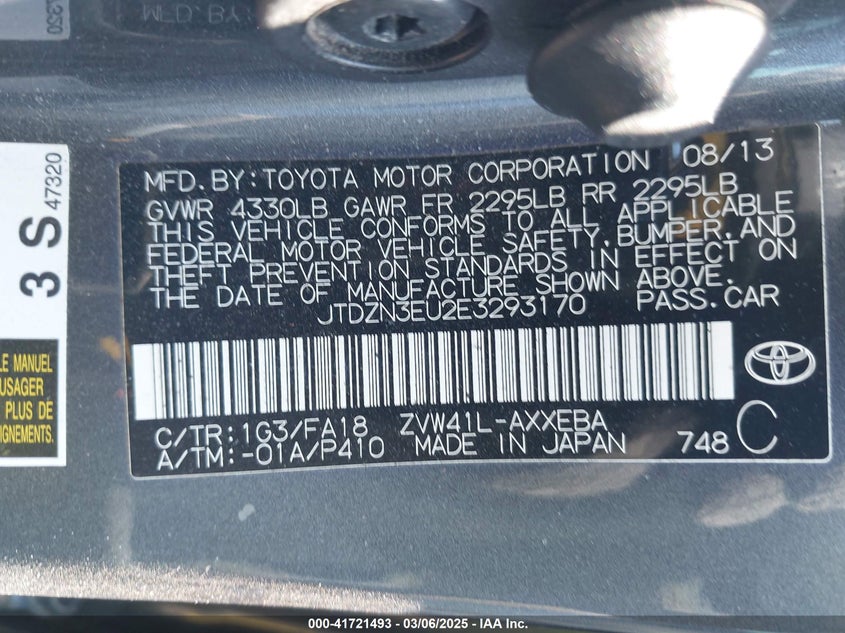 MFD.BY:TOYOTA MOTOR CORPORATION 08/13
GVWR 4330LB GAWR FR 2295LB RR 2295LB
THIS VEHICLE CONFORMS TO ALL APPLICABLE
FEDERAL MOTOR VEHICLE SAFETY,BUMPER,AND
THEFT PREVENTION STANDARDS IN EFFECT ON
THE DATE OF MANUFACTURE SHOWN ABOVE.
JTDZN3EU2E3293170 PASS.CAR
C/TR:1G3/FA18 ZVW41L-AXXEBA
A/TM:-01A/P410 MADE IN JAPAN 748 C
3 S
47320
LE MANUEL
USAGER
PLUS DE
IGNEMENTS.
000-41721493 - 03/06/2025 - IAA Inc.